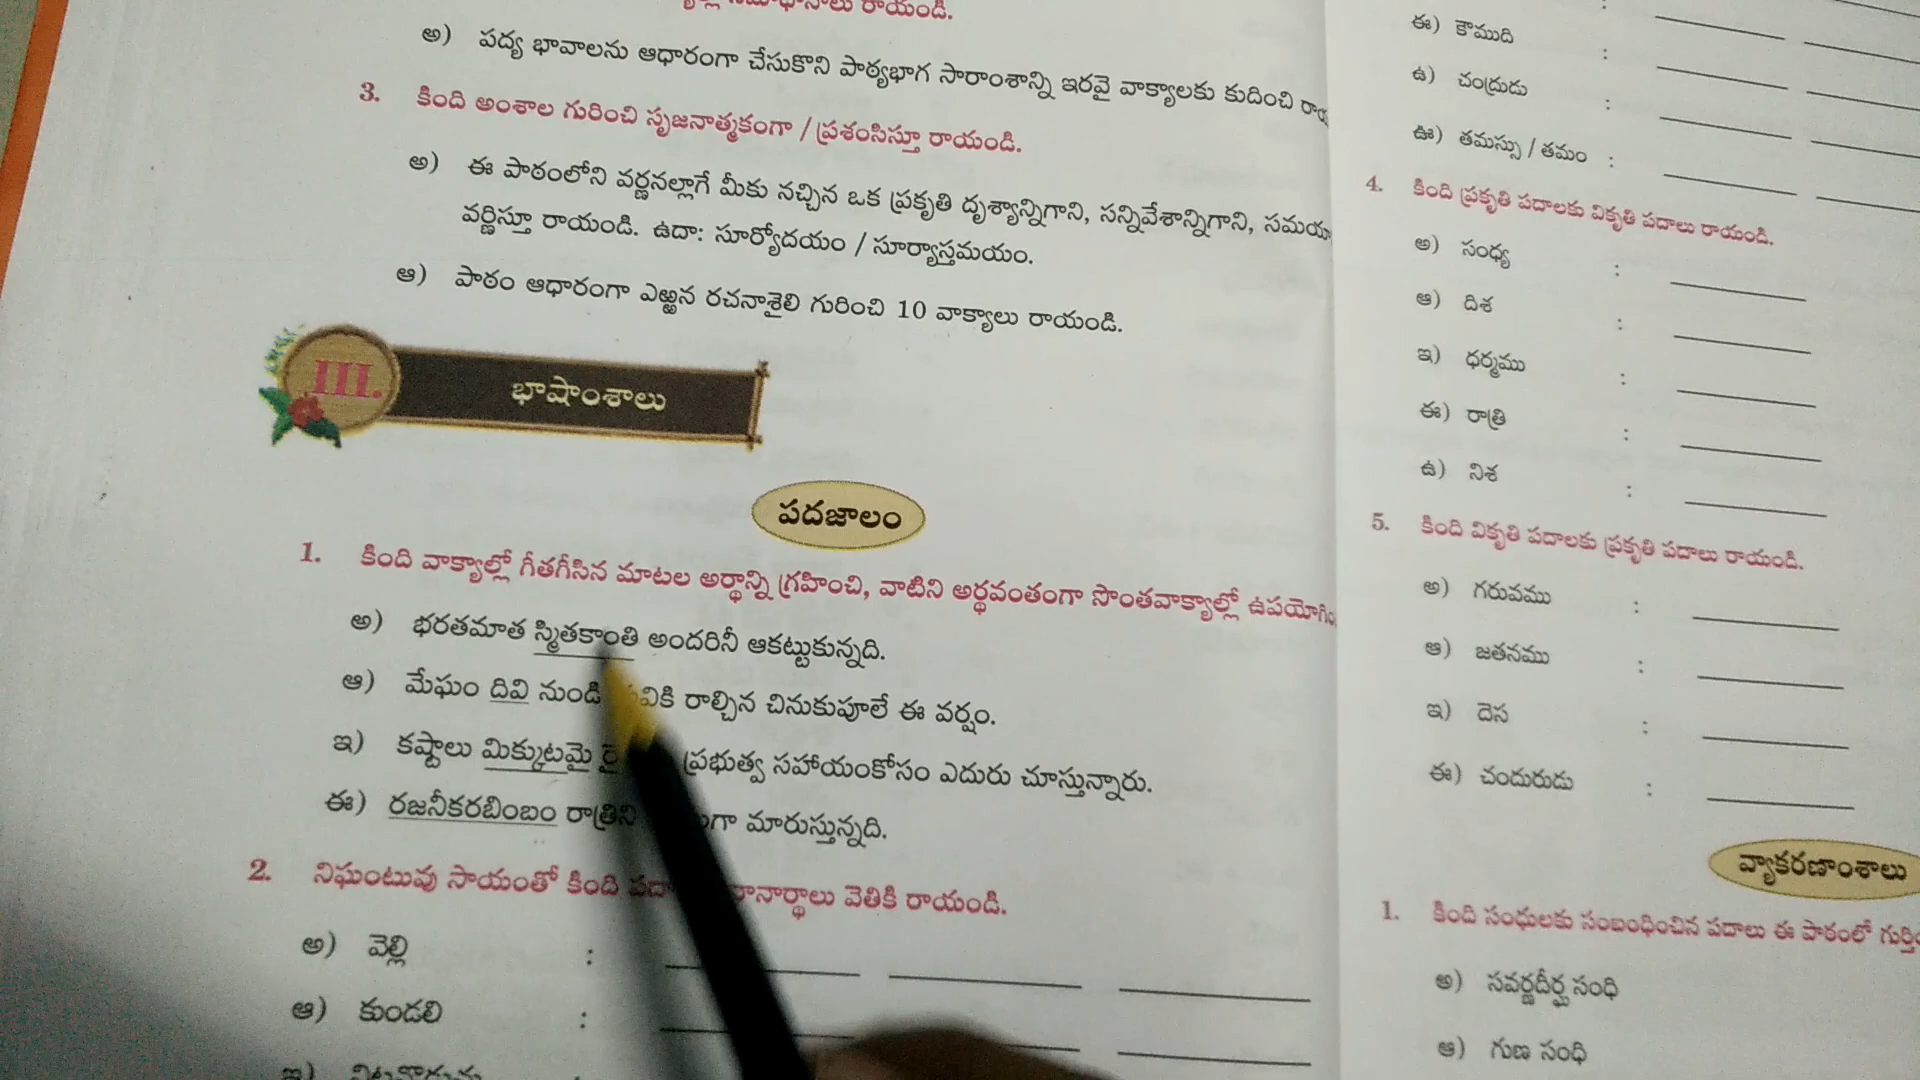 రాయండి.
అ) పద్య భావాలను ఆధారంగా చేసుకొని పాఠ్యభాగ సారాంశాన్ని ఇరవై వాక్యాలకు కుదించి
3. కింది అంశాల గురించి సృజనాత్మకంగా / ప్రశంసిస్తూ రాయండి.
అ) ఈ పాఠంలోని వర్ణనల్లాగే మీకు నచ్చిన ఒక ప్రకృతి దృశ్యాన్నిగాని, సన్నివేశాన్నిగాని,
వర్ణిస్తూ రాయండి. ఉదా: సూర్యోదయం / సూర్యాస్తమయం.
ఆ) పాఠం ఆధారంగా ఎఱ్ఱన రచనాశైలి గురించి 10 వాక్యాలు రాయండి.
III. భాషాంశాలు
పదజాలం
1. కింది వాక్యాల్లో గీతగీసిన మాటల అర్థాన్ని గ్రహించి, వాటిని అర్థవంతంగా సొంతవాక్యాల్లో
అ) భరతమాత స్మితకాంతి అందరినీ ఆకట్టుకున్నది.
ఆ) మేఘం దివి నుండి రాల్చిన చినుకుపూలే ఈ వర్షం.
ఇ) కష్టాలు మిక్కుటమై ప్రభుత్వ సహాయంకోసం ఎదురు చూస్తున్నారు.
ఈ) రజనీకరబింబం రాత్రిని మారుస్తున్నది.
2. నిఘంటువు సాయంతో కింది నానార్థాలు వెతికి రాయండి.
అ) వెల్లి :
ఆ) కుండలి :
ఈ) కౌముది :
ఉ) చంద్రుడు :
ఊ) తమస్సు / తమం :
4. కింది ప్రకృతి పదాలకు వికృతి పదాలు రాయండి.
అ) సంధ్య :
ఆ) దిశ :
ఇ) ధర్మము :
ఈ) రాత్రి :
ఉ) నిశ :
5. కింది వికృతి పదాలకు ప్రకృతి పదాలు రాయండి.
అ) గరువము :
ఆ) జతనము :
ఇ) దెస :
ఈ) చందురుడు :
వ్యాకరణాంశాలు
1. కింది సంధులకు సంబంధించిన పదాలు ఈ పాఠంలో
అ) సవర్ణదీర్ఘ సంధి
ఆ) గుణ సంధి